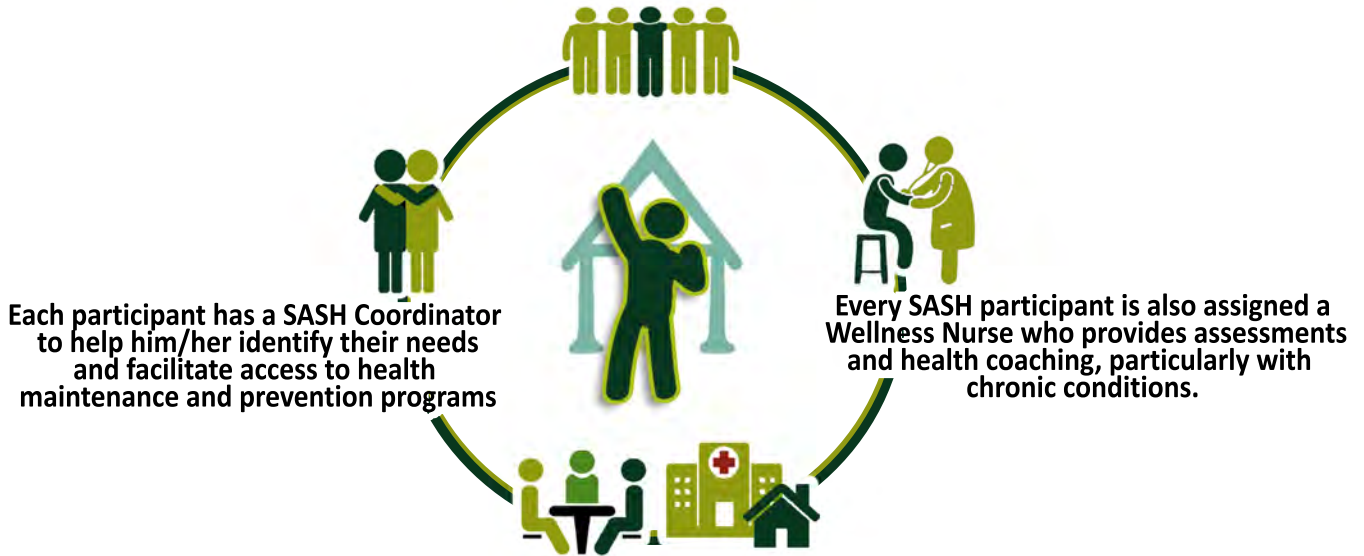 Each participant has a SASH Coordinator
to help him/her identify their needs
and facilitate access to health
maintenance and prevention programs
Every SASH participant is also assigned a
Wellness Nurse who provides assessments
and health coaching, particularly with
chronic conditions.